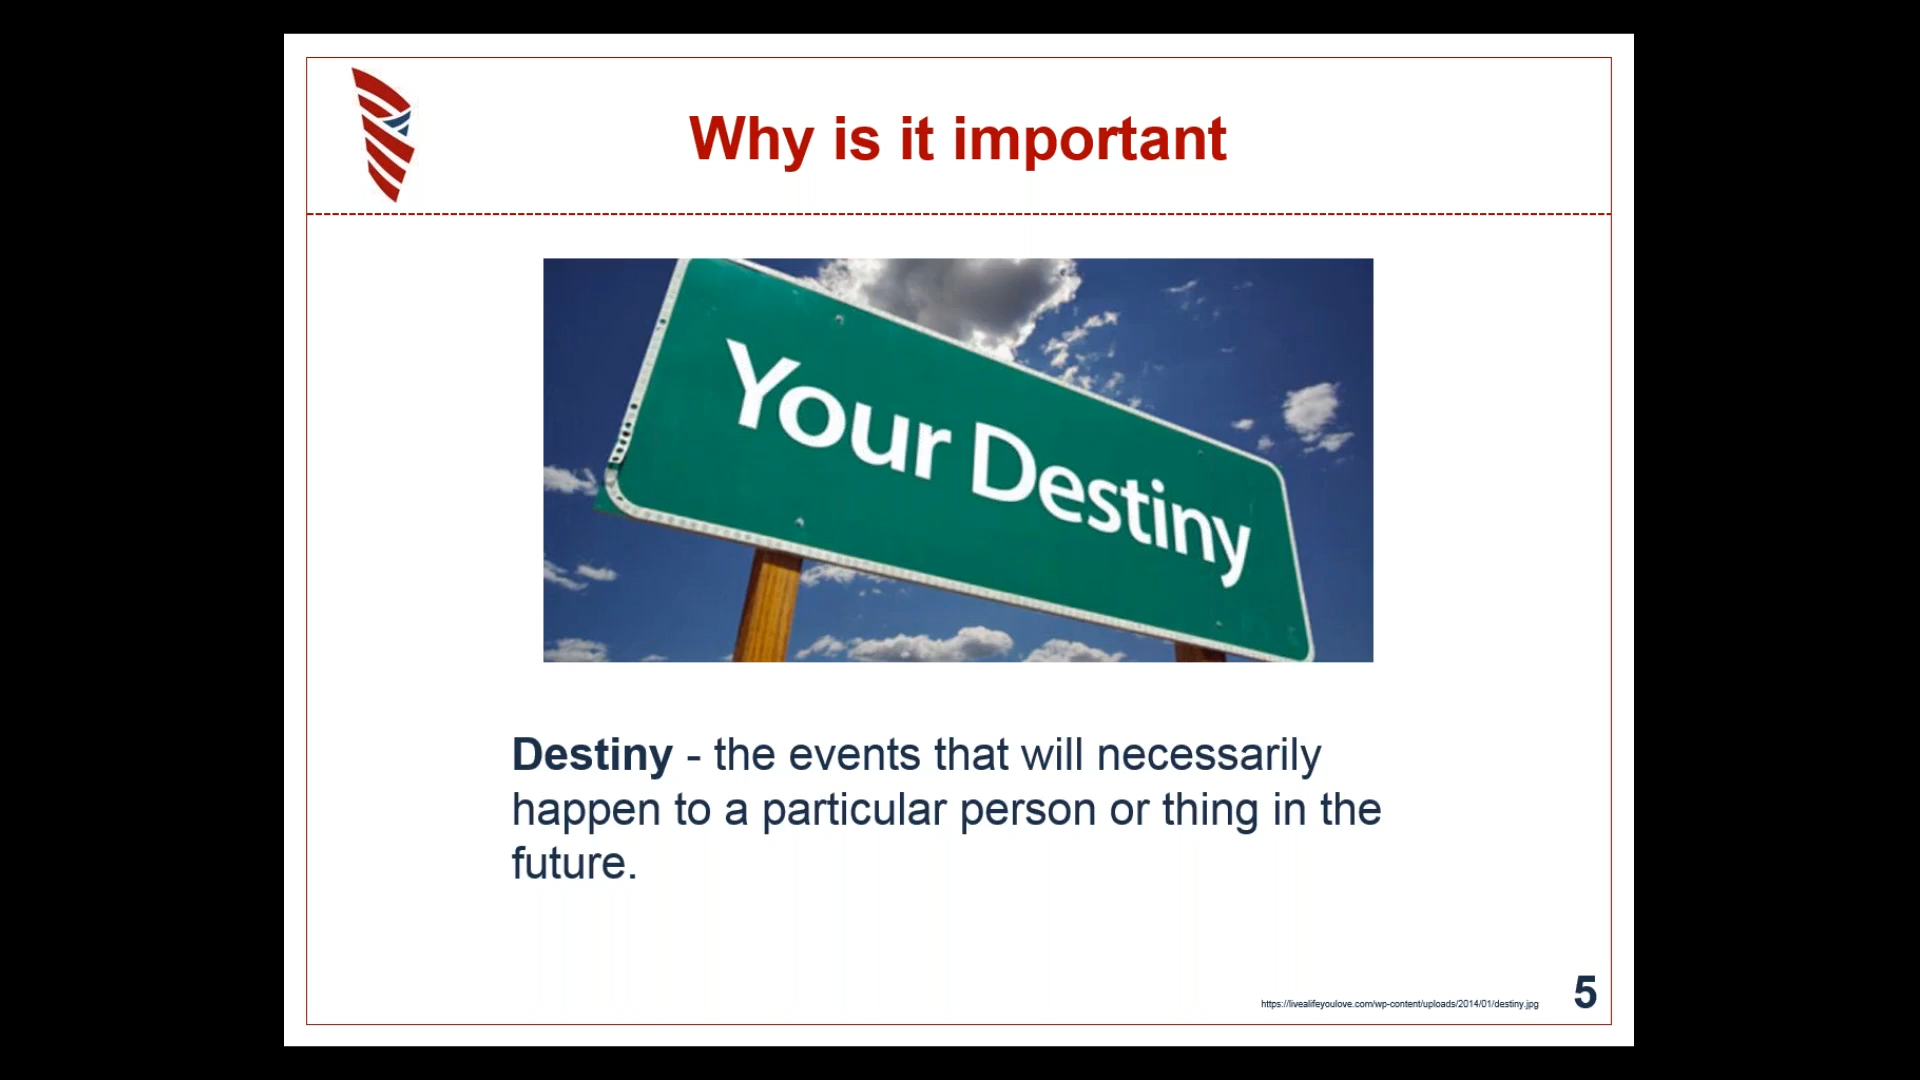 Why is it important
Your Destiny
Destiny - the events that will necessarily
happen to a particular person or thing in the
future.
https://livealifeyoulove.com/wp-content/uploads/2014/01/destiny.jpg
5